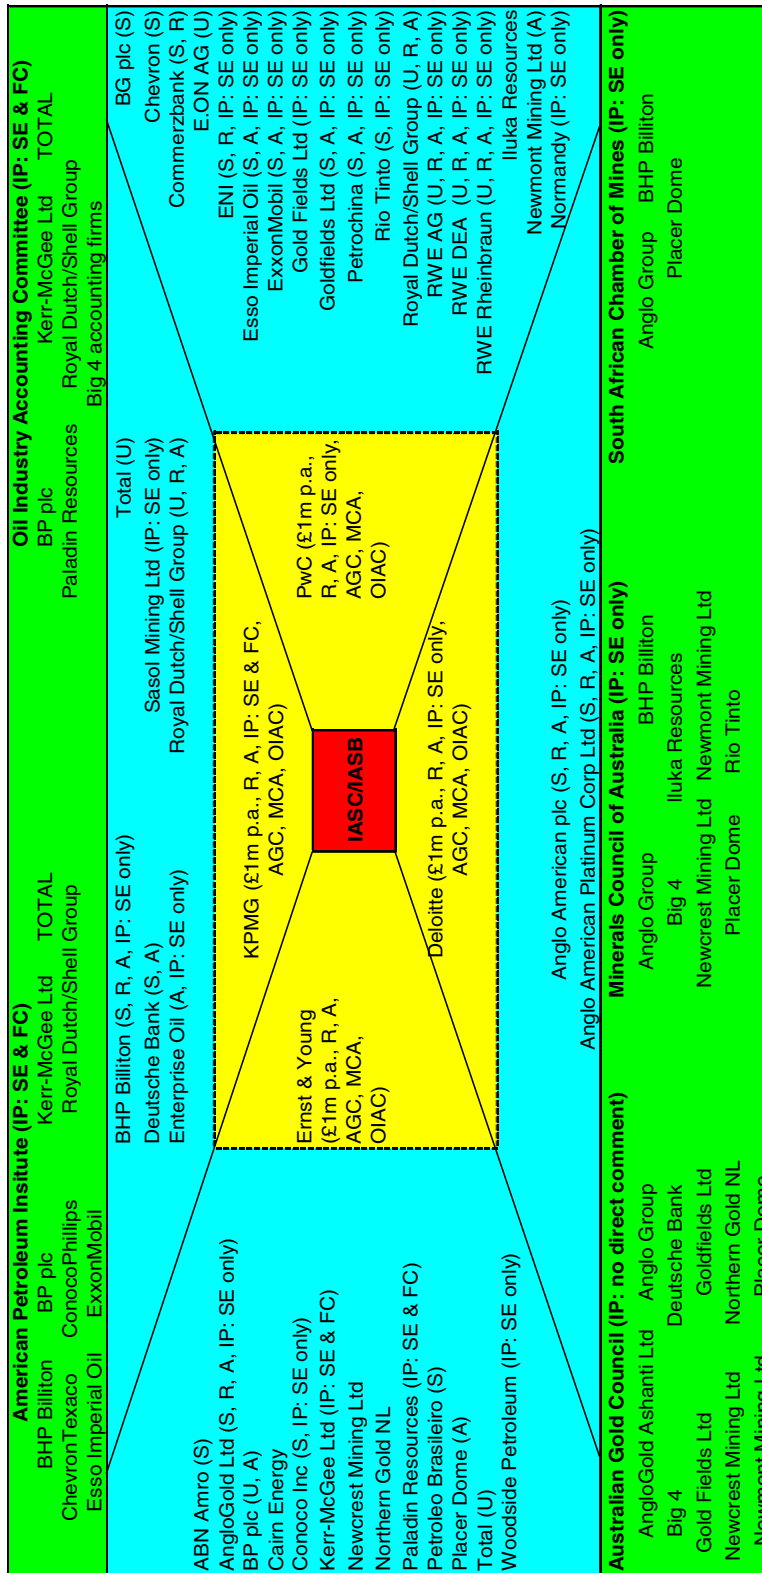 American Petroleum Insitute (IP: SE & FC)
BHP Billiton BP plc Kerr-McGee Ltd TOTAL
ChevronTexaco ConocoPhillips Royal Dutch/Shell Group
Esso Imperial Oil ExxonMobil
Oil Industry Accounting Committee (IP: SE & FC)
BP plc Kerr-McGee Ltd TOTAL
Paladin Resources Royal Dutch/Shell Group
Big 4 accounting firms
BHP Billiton (S, R, A, IP: SE only)
Deutsche Bank (S, A)
Enterprise Oil (A, IP: SE only)
Total (U)
Sasol Mining Ltd (IP: SE only)
Royal Dutch/Shell Group (U, R, A)
ABN Amro (S)
AngloGold Ltd (S, R, A, IP: SE only)
BP plc (U, A)
Cairn Energy
Conoco Inc (S, IP: SE only)
Kerr-McGee Ltd (IP: SE & FC)
Newcrest Mining Ltd
Northern Gold NL
Paladin Resources (IP: SE & FC)
Petroleo Brasileiro (S)
Placer Dome (A)
Total (U)
Woodside Petroleum (IP: SE only)
KPMG (£1m p.a., R, A, IP: SE & FC,
AGC, MCA, OIAC)
Ernst & Young
(£1m p.a., R, A,
AGC, MCA,
OIAC)
IASC/IASB
PwC (£1m p.a.,
R, A, IP: SE only,
AGC, MCA,
OIAC)
Deloitte (£1m p.a., R, A, IP: SE only,
AGC, MCA, OIAC)
BG plc (S)
Chevron (S)
Commerzbank (S, R)
E.ON AG (U)
ENI (S, R, IP: SE only)
Esso Imperial Oil (S, A, IP: SE only)
ExxonMobil (S, A, IP: SE only)
Gold Fields Ltd (IP: SE only)
Goldfields Ltd (S, A, IP: SE only)
Petrochina (S, A, IP: SE only)
Rio Tinto (S, IP: SE only)
Royal Dutch/Shell Group (U, R, A)
RWE AG (U, R, A, IP: SE only)
RWE DEA (U, R, A, IP: SE only)
RWE Rheinbraun (U, R, A, IP: SE only)
Iluka Resources
Newmont Mining Ltd (A)
Normandy (IP: SE only)
Anglo American plc (S, R, A, IP: SE only)
Anglo American Platinum Corp Ltd (S, R, A, IP: SE only)
Australian Gold Council (IP: no direct comment)
AngloGold Ashanti Ltd Anglo Group
Big 4 Deutsche Bank
Gold Fields Ltd Goldfields Ltd
Newcrest Mining Ltd Northern Gold NL
Newmont Mining Ltd Placer Dome
Minerals Council of Australia (IP: SE only)
Anglo Group BHP Billiton
Big 4 Iluka Resources
Newcrest Mining Ltd Newmont Mining Ltd
Placer Dome Rio Tinto
South African Chamber of Mines (IP: SE only)
Anglo Group BHP Billiton
Placer Dome